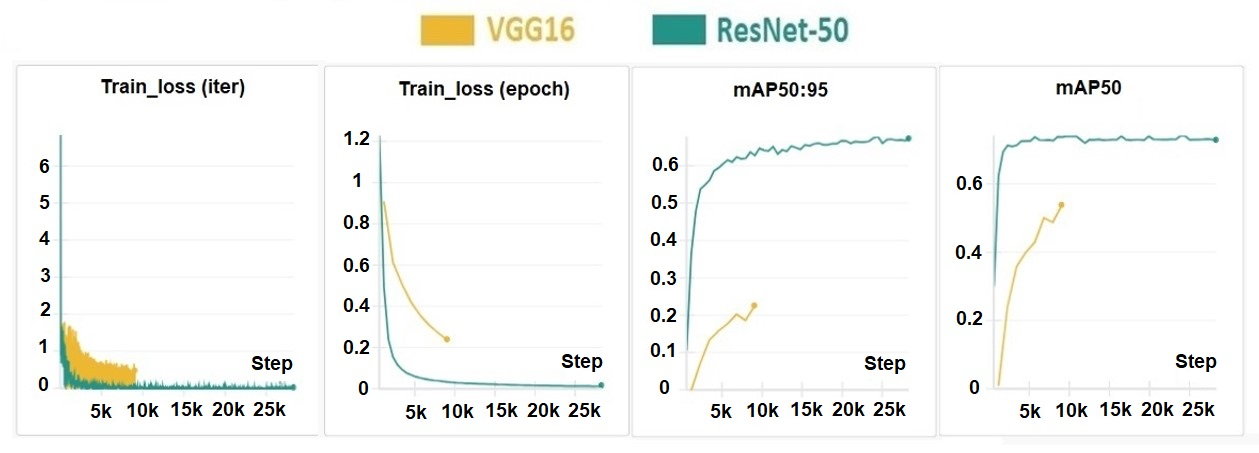 VGG16 ResNet-50
Train_loss (iter)
6
5
4
3
2
1
0
Step
5k 10k 15k 20k 25k
Train_loss (epoch)
1.2
1
0.8
0.6
0.4
0.2
0
Step
5k 10k 15k 20k 25k
mAP50:95
0.6
0.5
0.4
0.3
0.2
0.1
0
Step
5k 10k 15k 20k 25k
mAP50
0.6
0.4
0.2
0
Step
5k 10k 15k 20k 25k